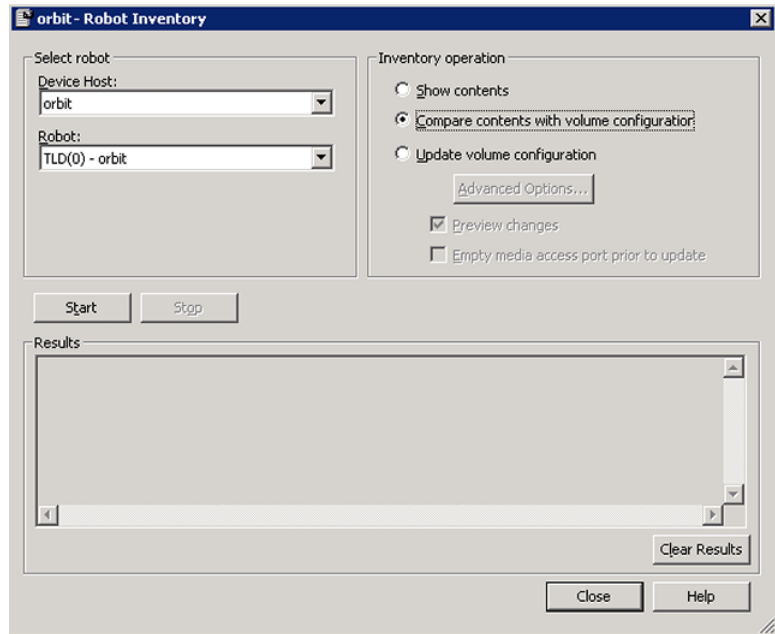 orbit - Robot Inventory
Select robot
Device Host:
orbit
Robot:
TLD(0) - orbit
Inventory operation
Show contents
Compare contents with volume configuration
Update volume configuration
Advanced Options...
Preview changes
Empty media access port prior to update
Start
Stop
Results
Clear Results
Close
Help